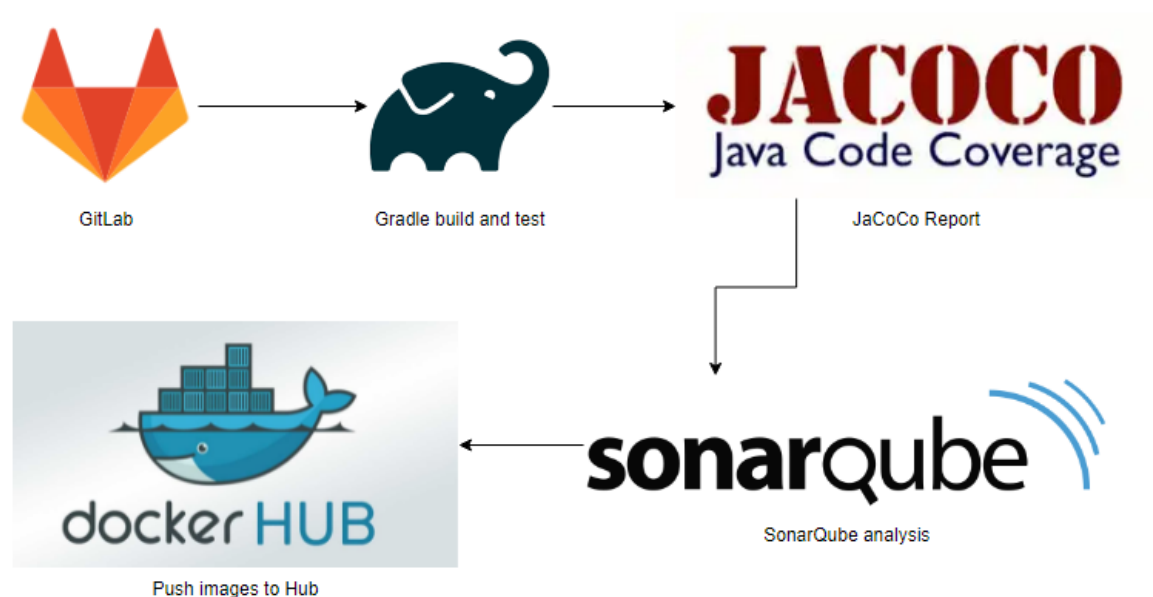 JACOCO
Java Code Coverage
GitLab
Gradle build and test
JaCoCo Report
docker HUB
Push images to Hub
sonarqube
SonarQube analysis